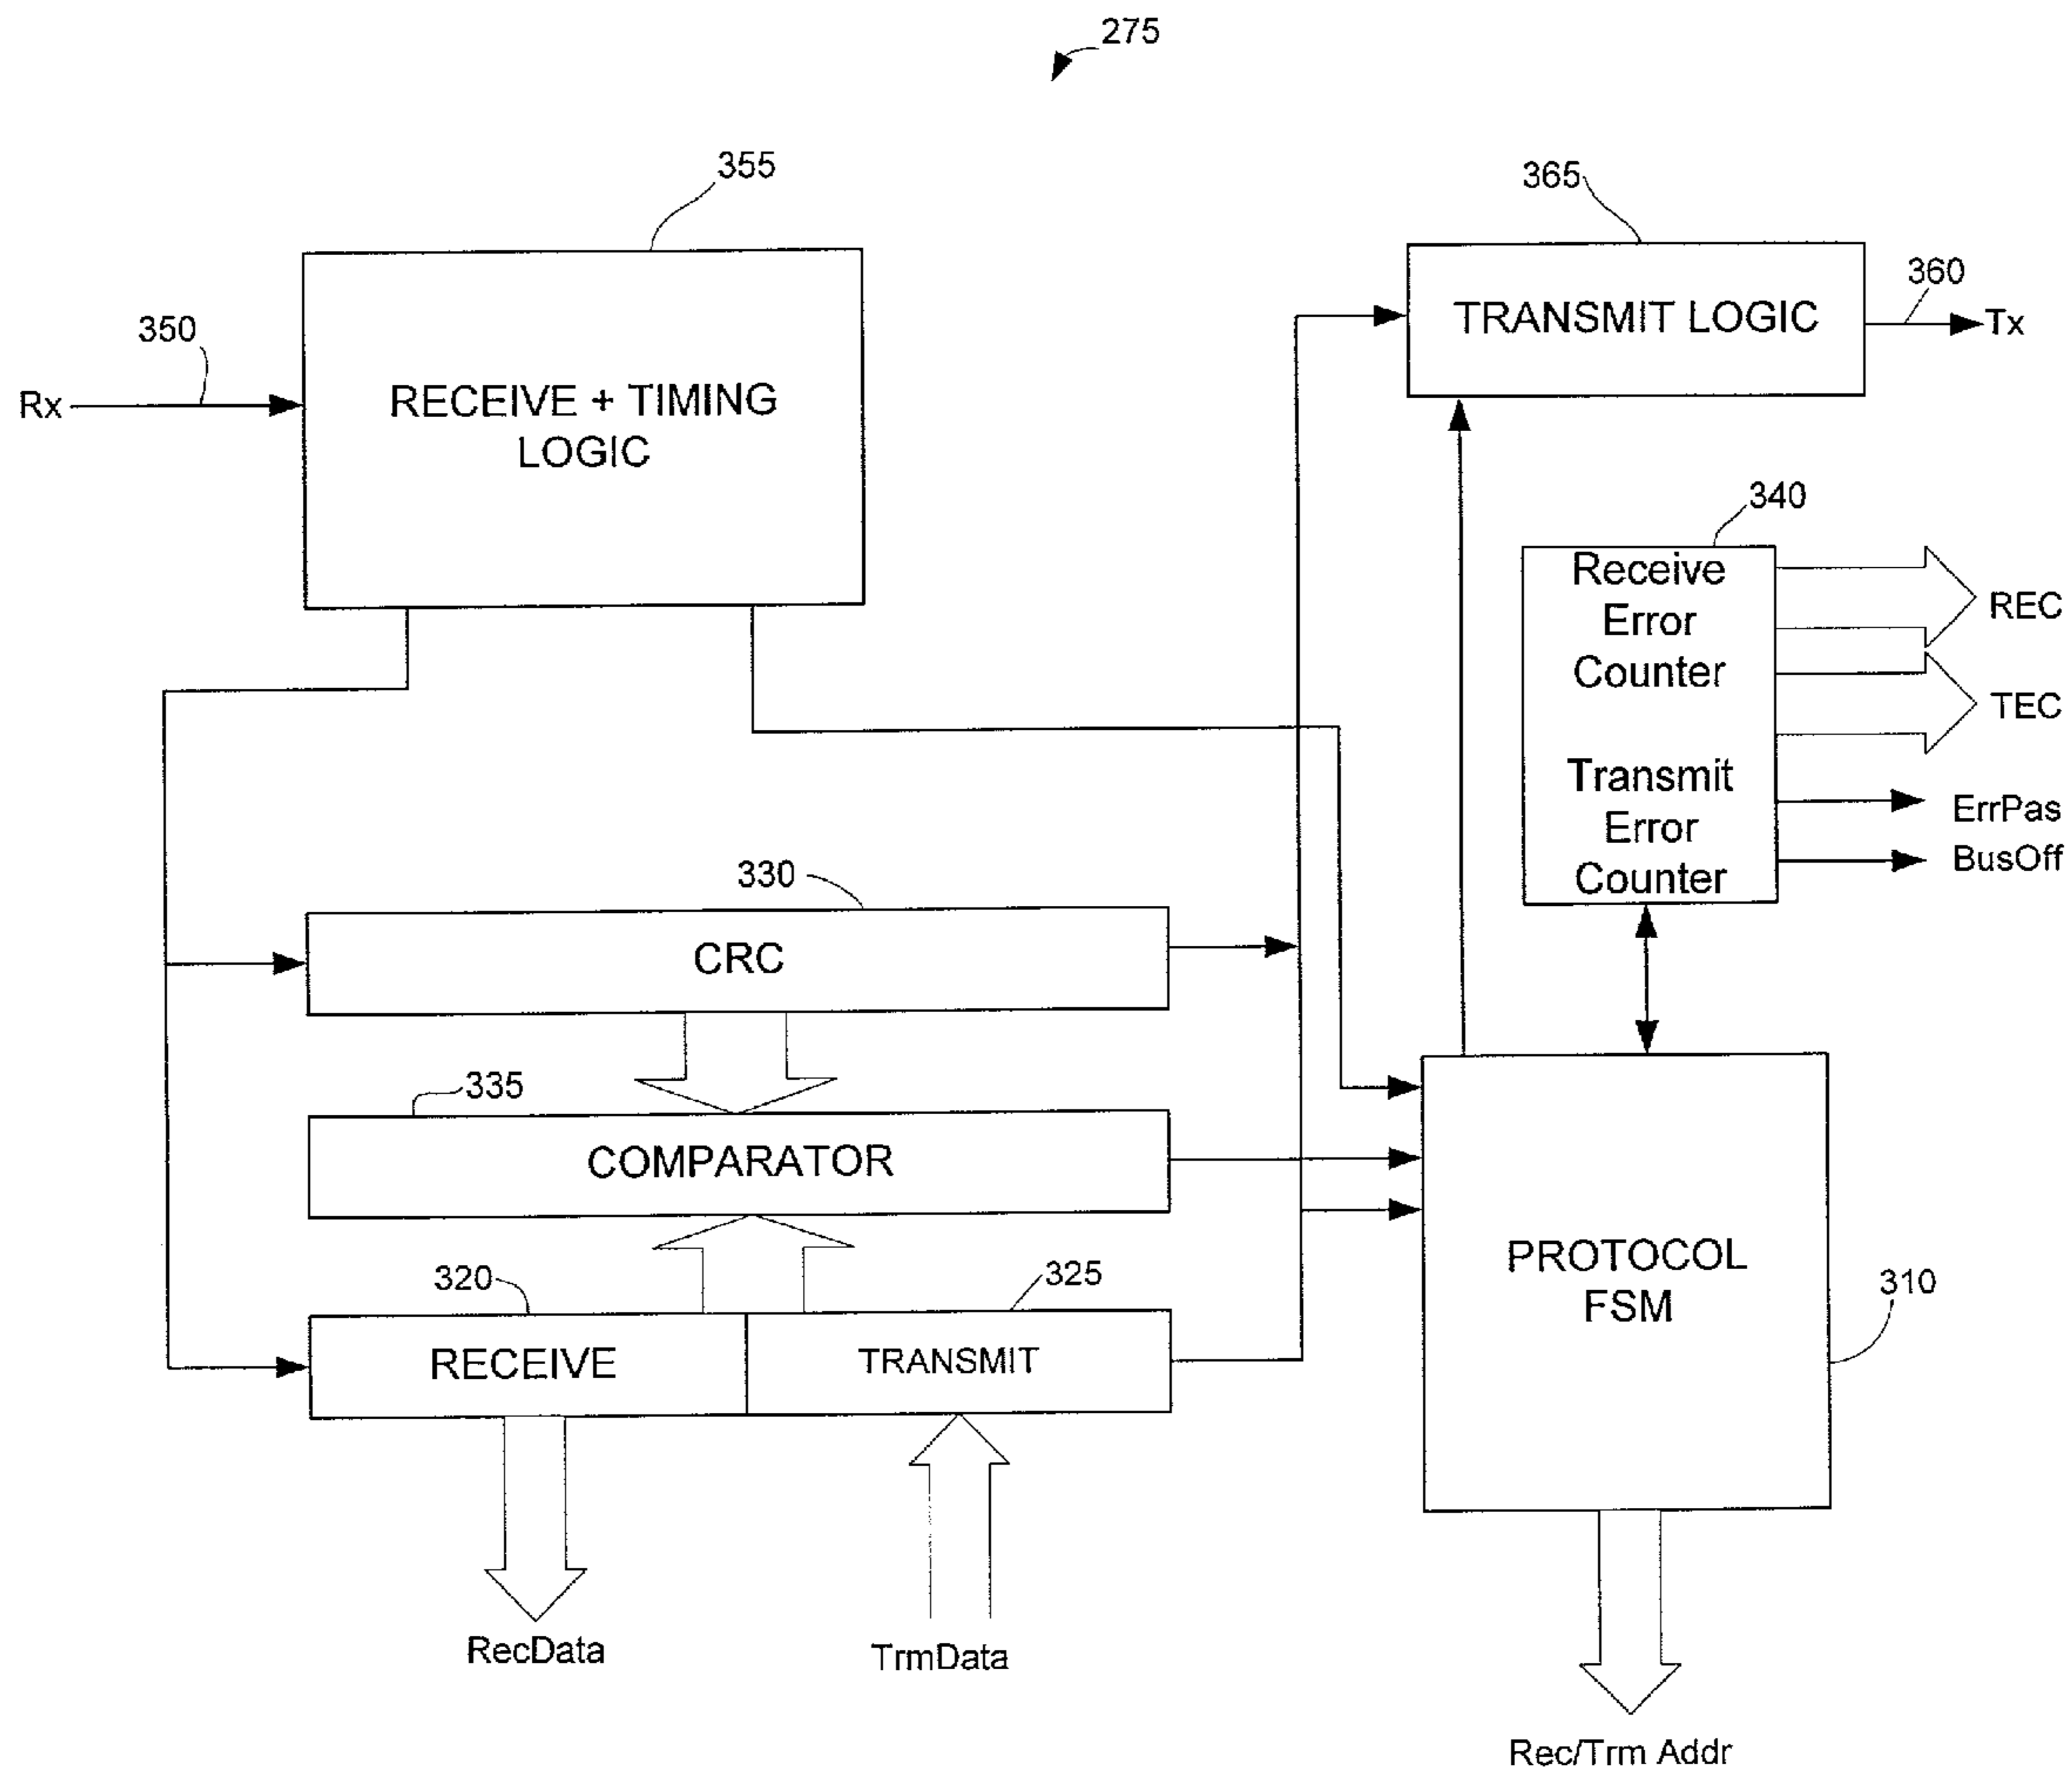 275
355
365
360
350
Rx
RECEIVE + TIMING
LOGIC
TRANSMIT LOGIC
Tx
340
Receive
Error
Counter
REC
TEC
Transmit
Error
Counter
ErrPas
BusOff
330
CRC
335
COMPARATOR
320
325
RECEIVE
TRANSMIT
PROTOCOL
FSM
310
RecData
TrmData
Rec/Trm Addr